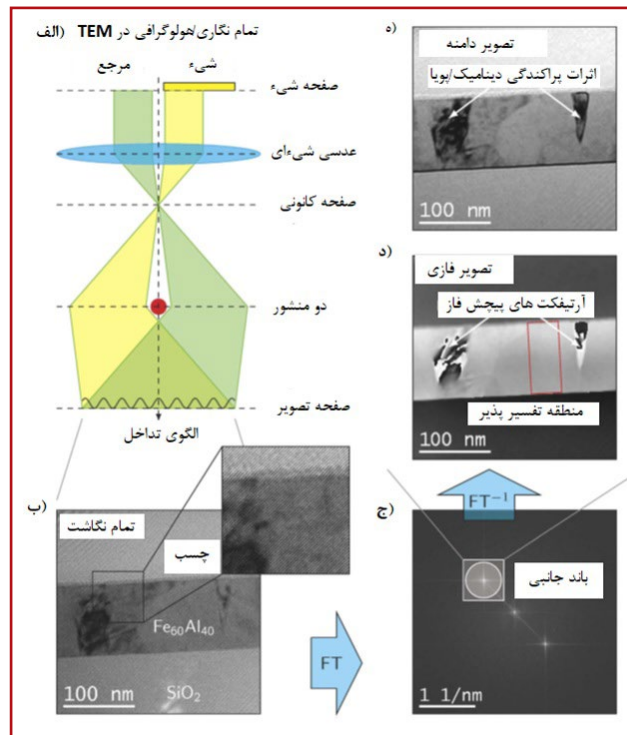 الف) تمام نگاری/هولوگرافی در TEM
مرجع
شیء
صفحه شیء
عدسی شیءای
صفحه کانونی
دو منشور
صفحه تصویر
الگوی تداخل
ب)
تمام نگاشت
چسب
Fe₆₀Al₄₀
SiO₂
100 nm
FT
ج)
باند جانبی
1 1/nm
FT⁻¹
د)
تصویر فازی
آرتیفکت های پیچش فاز
منطقه تفسیر پذیر
100 nm
ه)
تصویر دامنه
اثرات پراکندگی دینامیک/پویا
100 nm